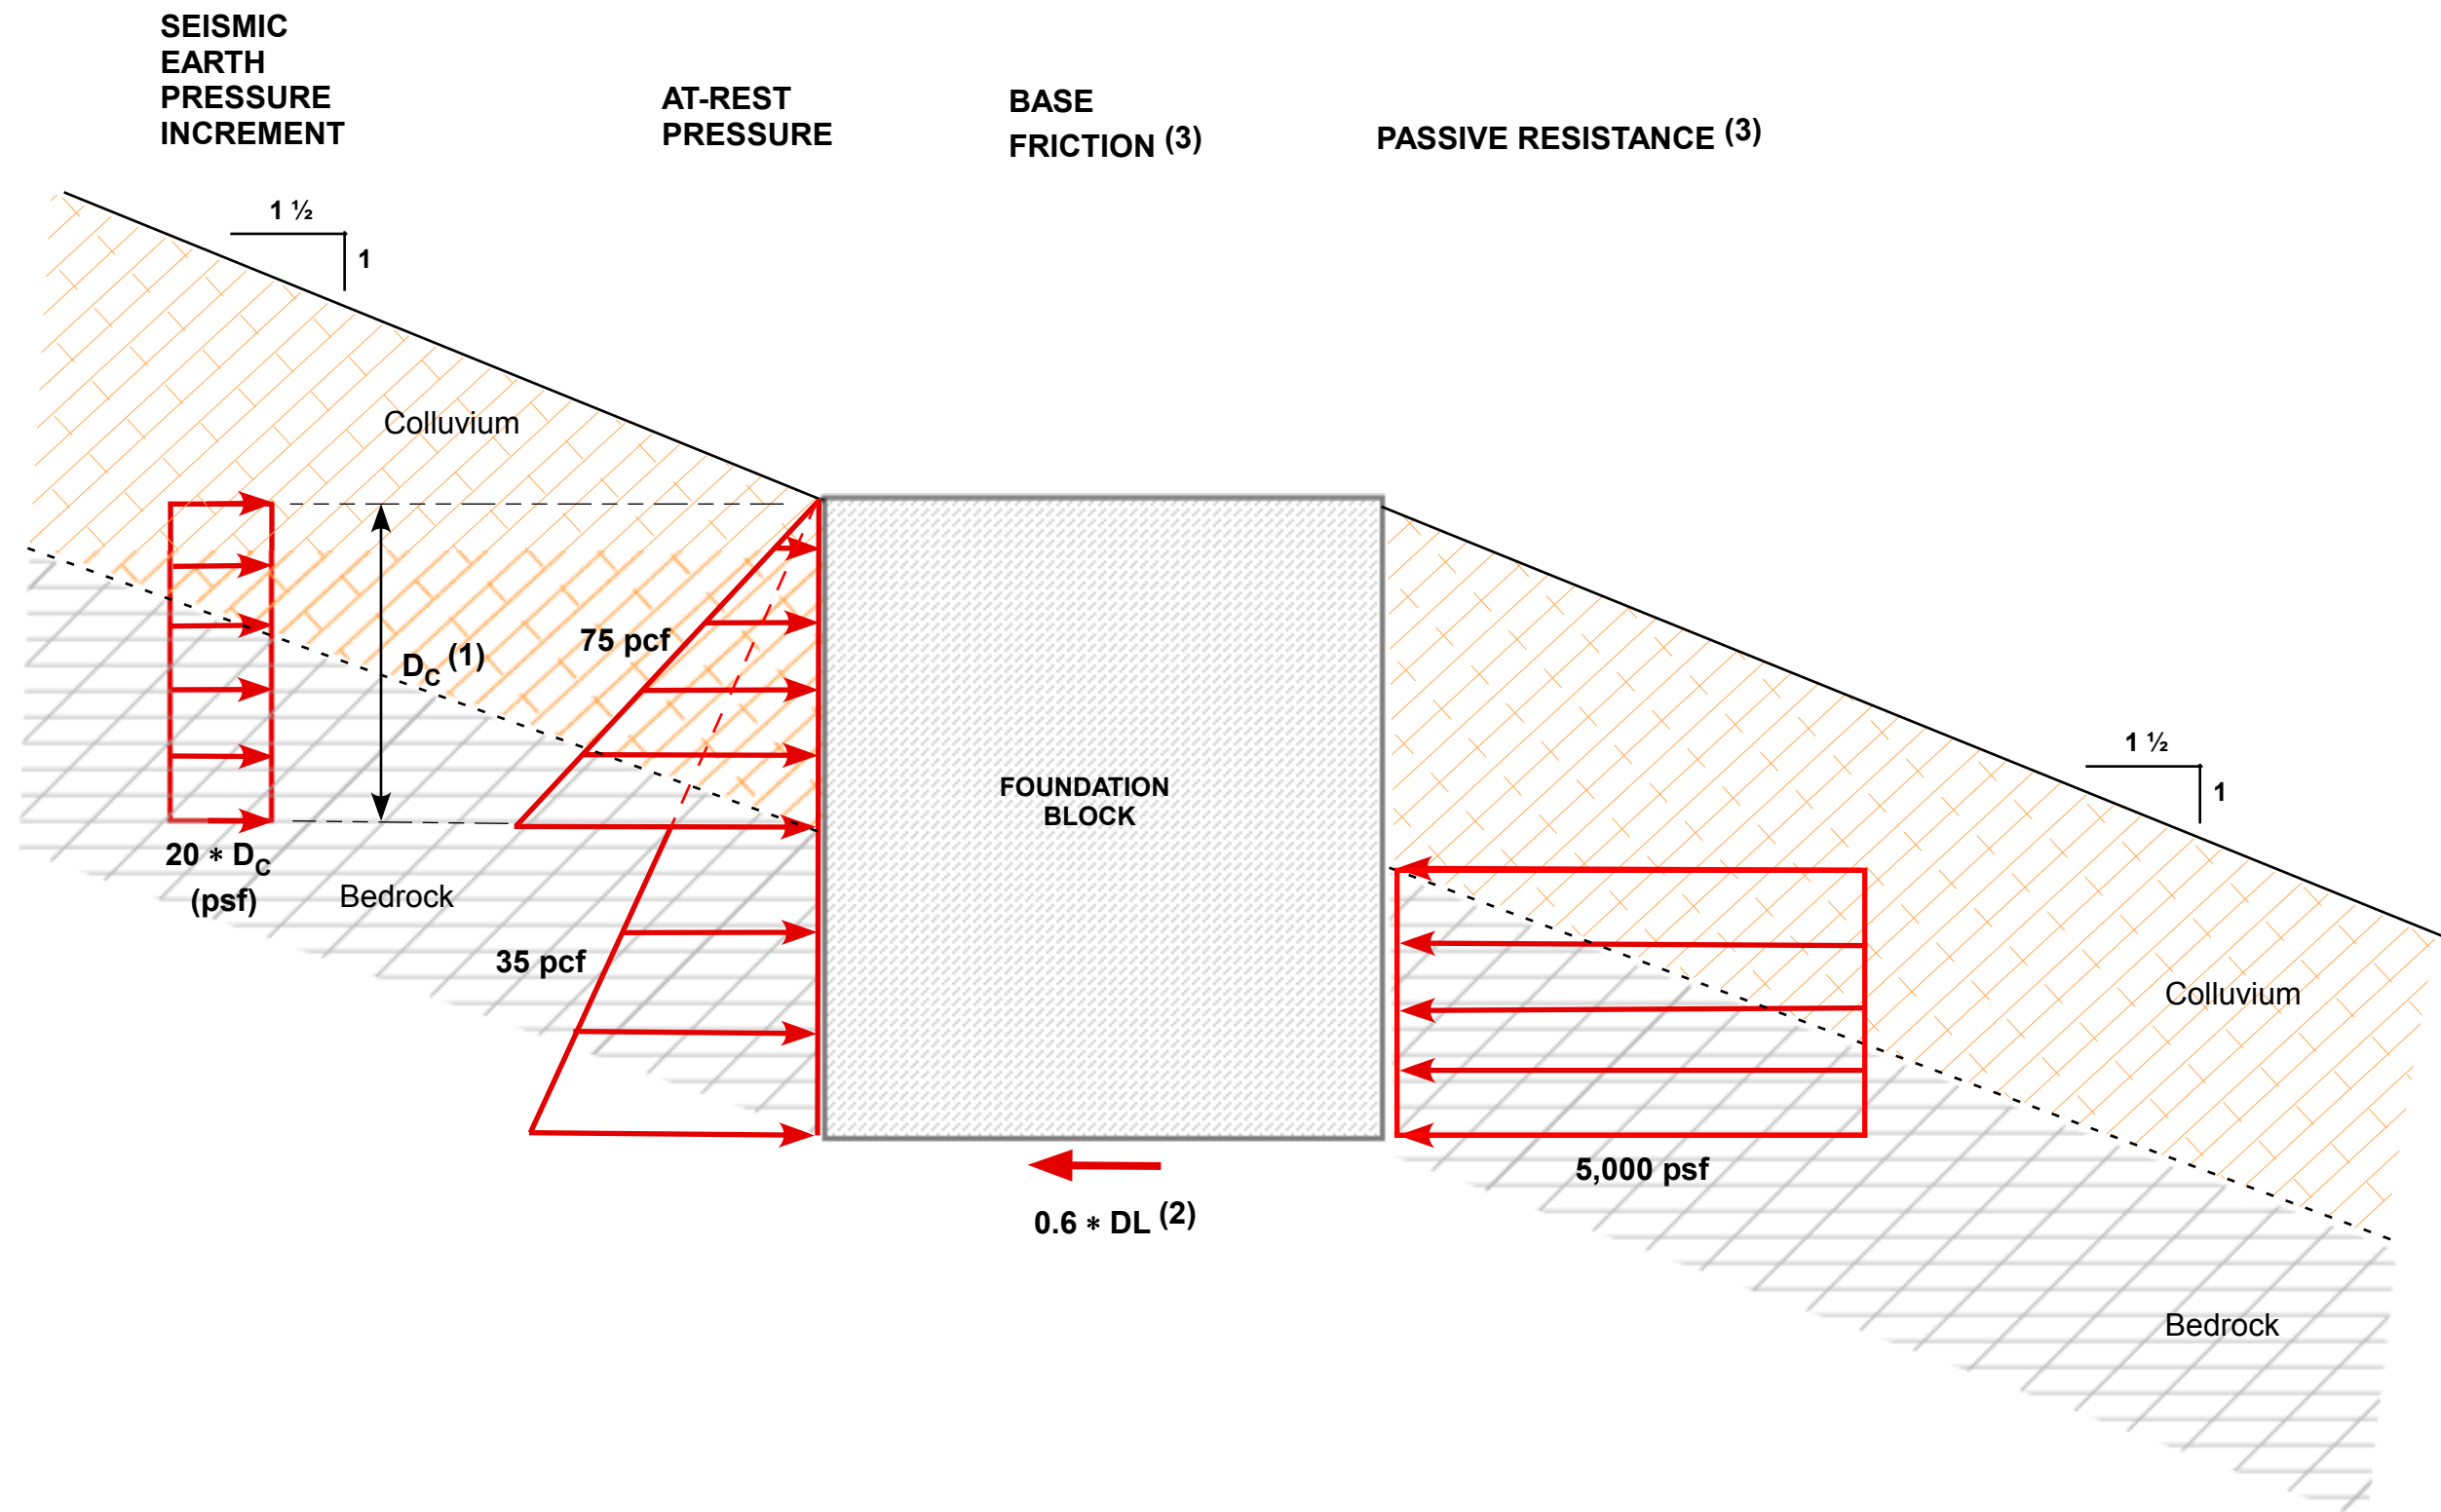 SEISMIC
EARTH
PRESSURE
INCREMENT
AT-REST
PRESSURE
BASE
FRICTION (3)
PASSIVE RESISTANCE (3)
1 ½
1
Colluvium
75 pcf
DC (1)
20 * DC
(psf)
Bedrock
35 pcf
FOUNDATION
BLOCK
0.6 * DL (2)
1 ½
1
Colluvium
5,000 psf
Bedrock